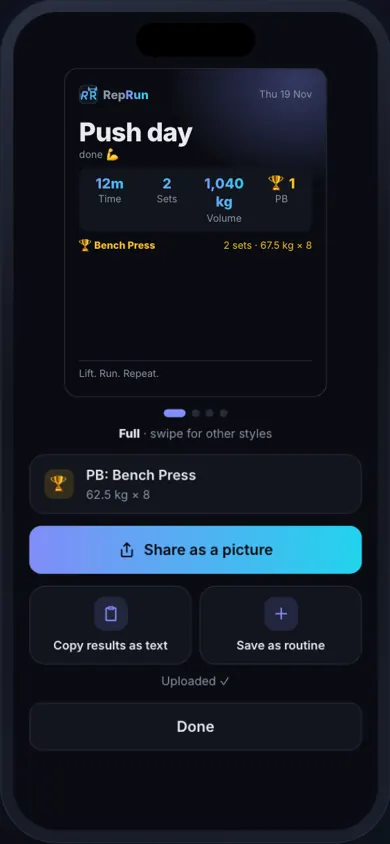 RepRun
Thu 19 Nov
Push day
done 💪
12m 2 1,040 kg 🏆 1
Time Sets Volume PB
🏆 Bench Press 2 sets · 67.5 kg × 8
Lift. Run. Repeat.
Full · swipe for other styles
PB: Bench Press
62.5 kg × 8
Share as a picture
Copy results as text
Save as routine
Uploaded ✓
Done